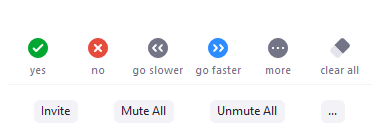 yes no go slower go faster more clear all
Invite Mute All Unmute All ...